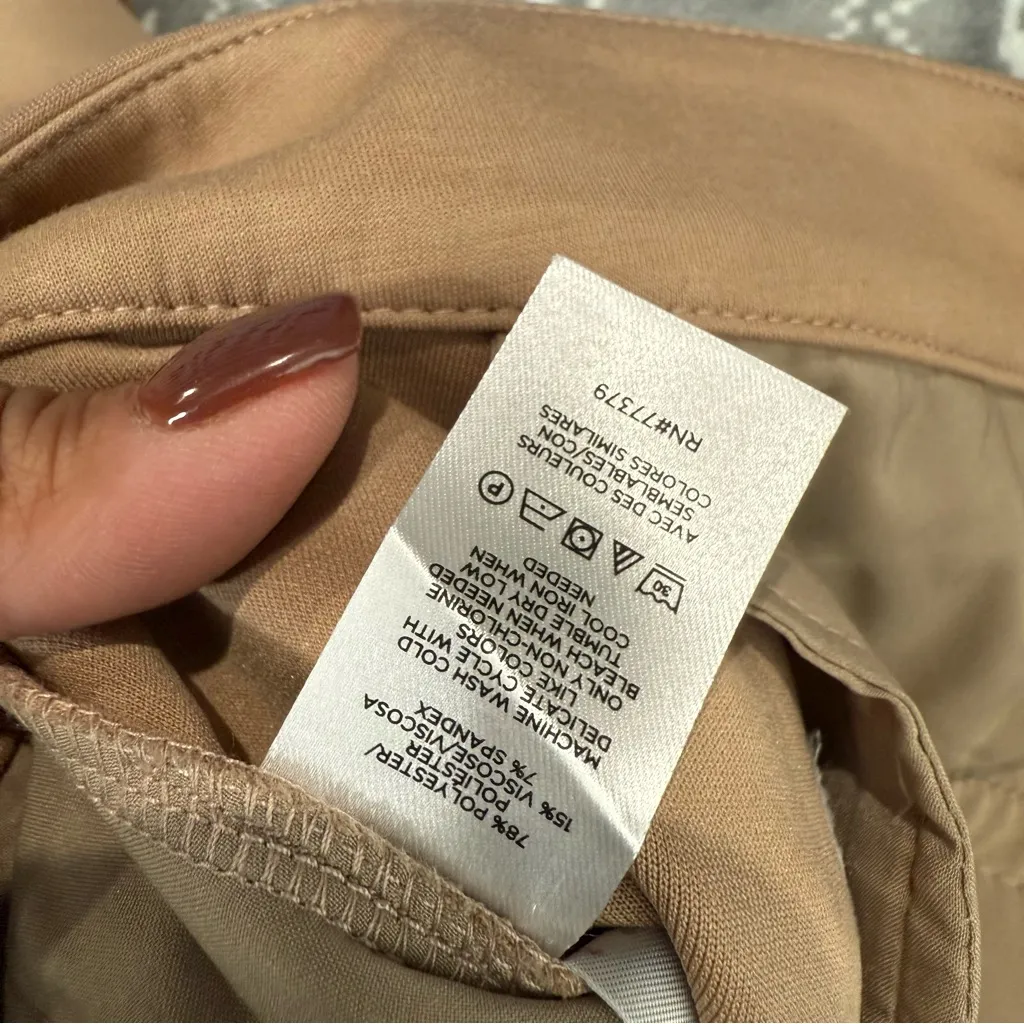 78% POLYESTER/
POLIESTER
15% VISCOSE/VISCOSA
7% SPANDEX
MACHINE WASH COLD
DELICATE CYCLE WITH
LIKE COLORS
ONLY NON-CHLORINE
BLEACH WHEN NEEDED
TUMBLE DRY LOW
COOL IRON WHEN
NEEDED
30
P
AVEC DES COULEURS
SEMBLABLES/CON
COLORES SIMILARES
RN#77379